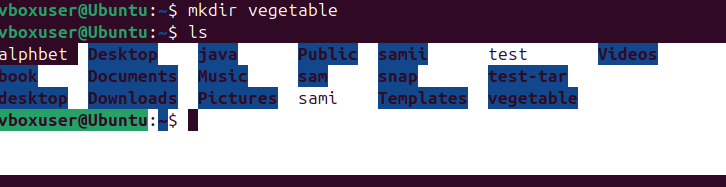 vboxuser@Ubuntu:~$ mkdir vegetable
vboxuser@Ubuntu:~$ ls
alphbet Desktop java Public samii test Videos
book Documents Music sam snap test-tar
desktop Downloads Pictures sami Templates vegetable
vboxuser@Ubuntu:~$